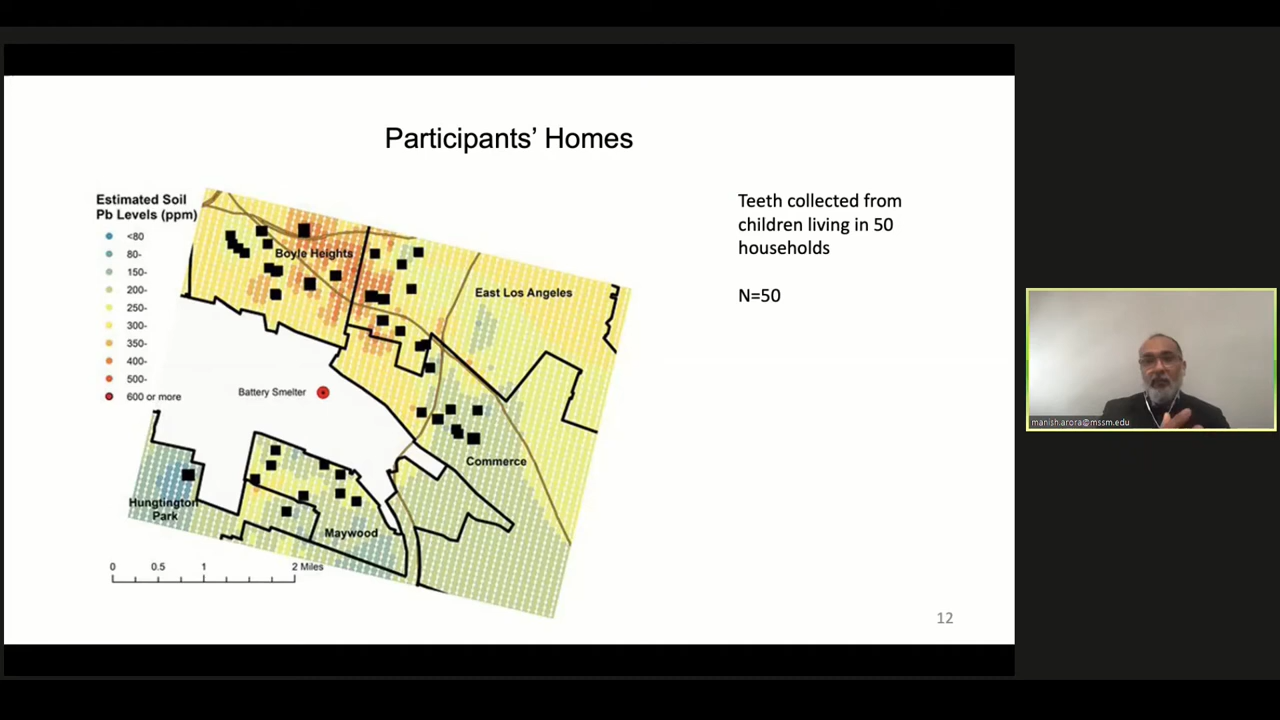 Participants' Homes
Estimated Soil
Pb Levels (ppm)
<80
80-
150-
200-
250-
300-
350-
400-
500-
600 or more
Boyle Heights
East Los Angeles
Battery Smelter
Commerce
Hungtington
Park
Maywood
0 0.5 1 2 Miles
Teeth collected from
children living in 50
households
N=50
12
manish.arora@mssm.edu